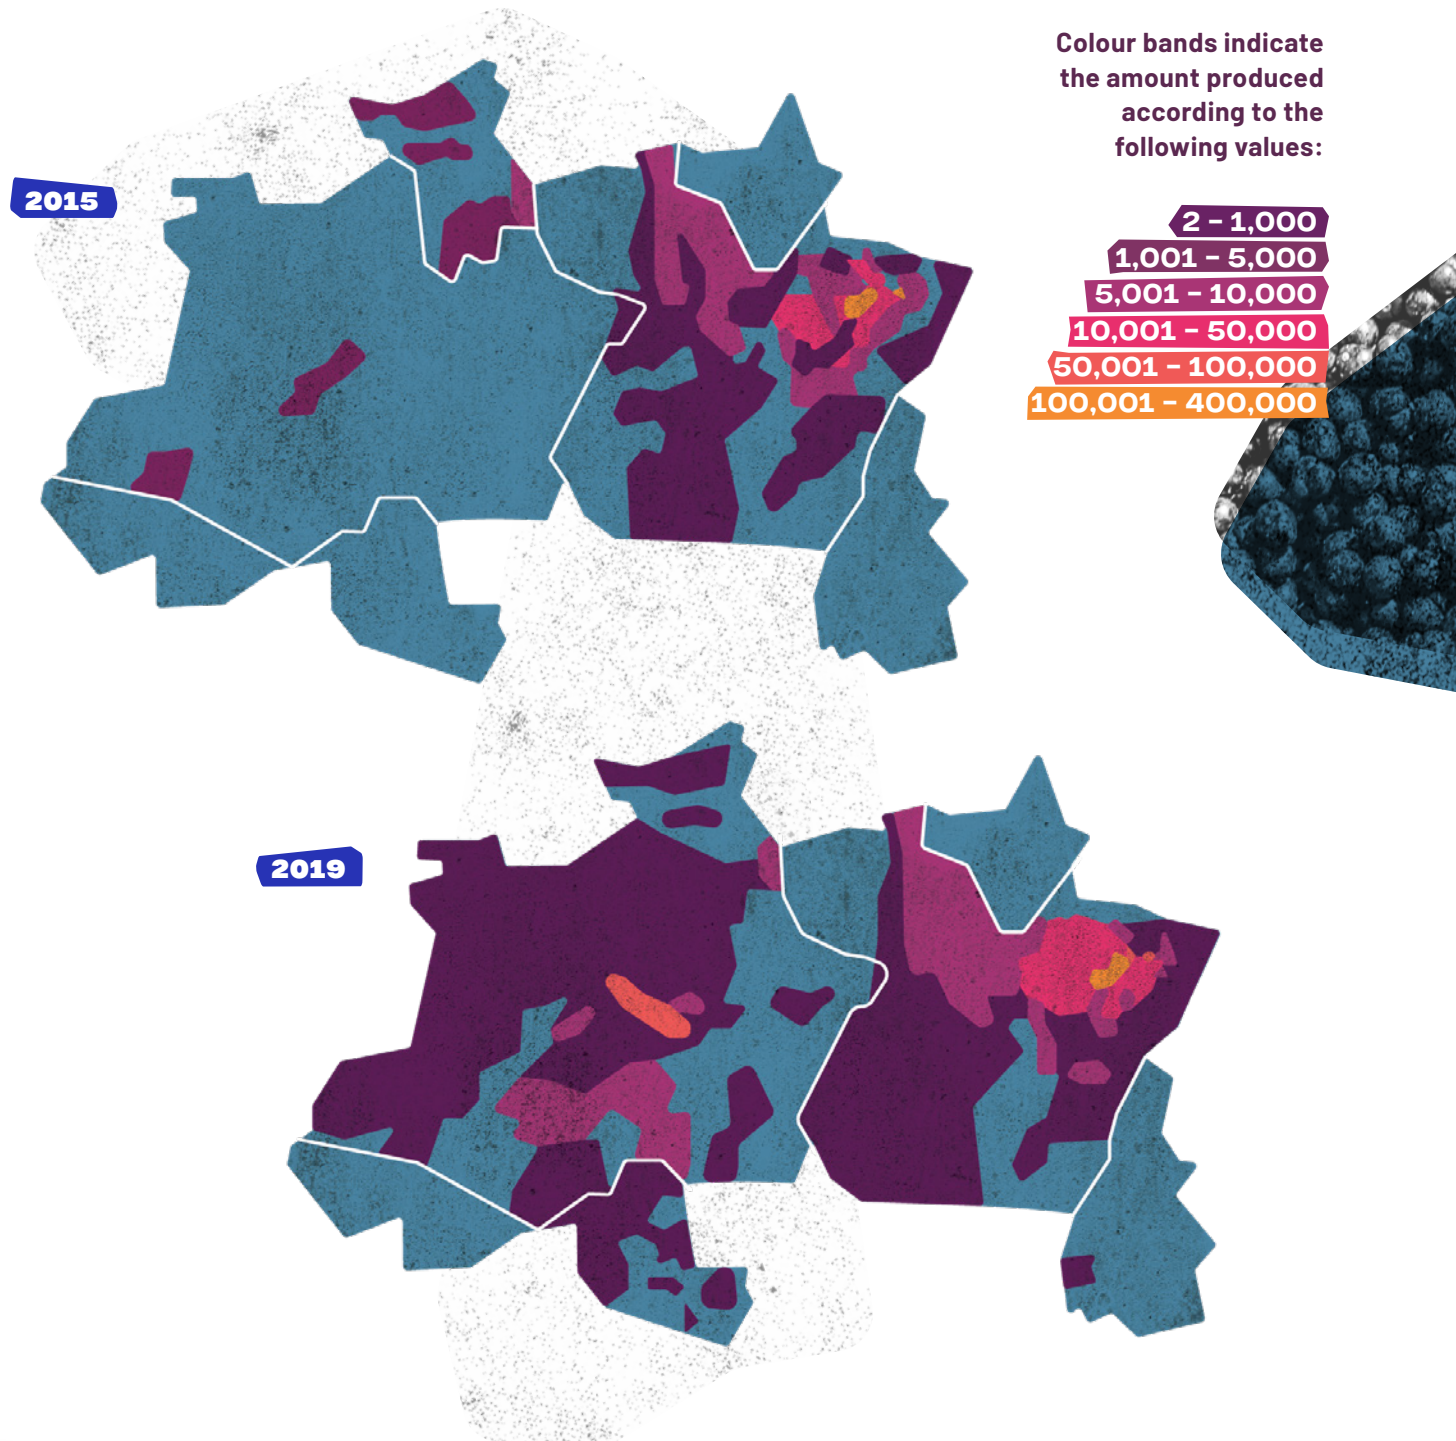 Colour bands indicate
the amount produced
according to the
following values:
2015
2 – 1,000
1,001 – 5,000
5,001 – 10,000
10,001 – 50,000
50,001 – 100,000
100,001 – 400,000
2019